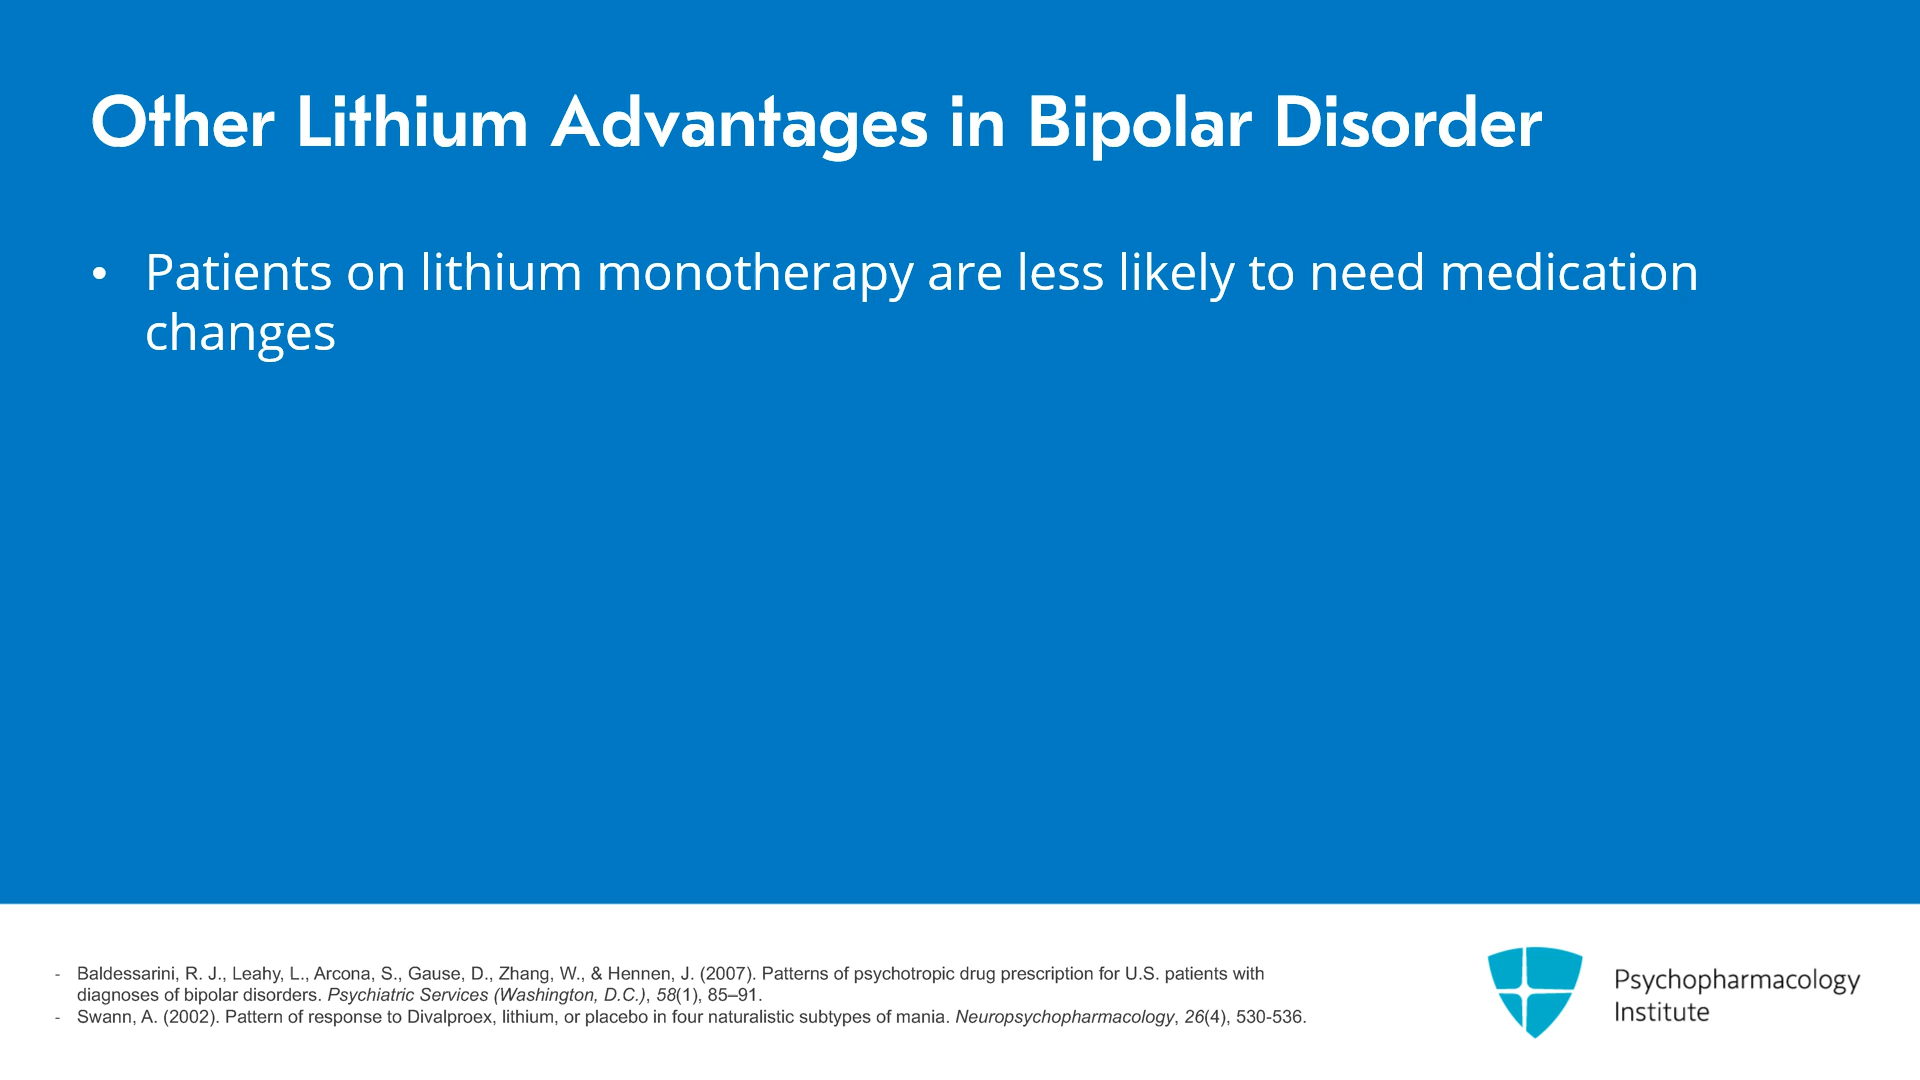 Other Lithium Advantages in Bipolar Disorder
• Patients on lithium monotherapy are less likely to need medication
changes
- Baldessarini, R. J., Leahy, L., Arcona, S., Gause, D., Zhang, W., & Hennen, J. (2007). Patterns of psychotropic drug prescription for U.S. patients with
diagnoses of bipolar disorders. Psychiatric Services (Washington, D.C.), 58(1), 85–91.
- Swann, A. (2002). Pattern of response to Divalproex, lithium, or placebo in four naturalistic subtypes of mania. Neuropsychopharmacology, 26(4), 530-536.
Psychopharmacology
Institute